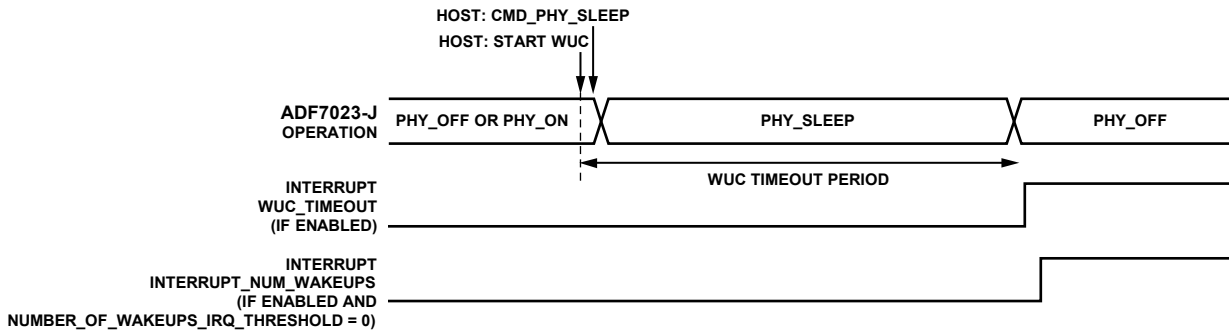 HOST: CMD_PHY_SLEEP
HOST: START WUC
ADF7023-J
OPERATION
PHY_OFF OR PHY_ON
PHY_SLEEP
PHY_OFF
WUC TIMEOUT PERIOD
INTERRUPT
WUC_TIMEOUT
(IF ENABLED)
INTERRUPT
INTERRUPT_NUM_WAKEUPS
(IF ENABLED AND
NUMBER_OF_WAKEUPS_IRQ_THRESHOLD = 0)